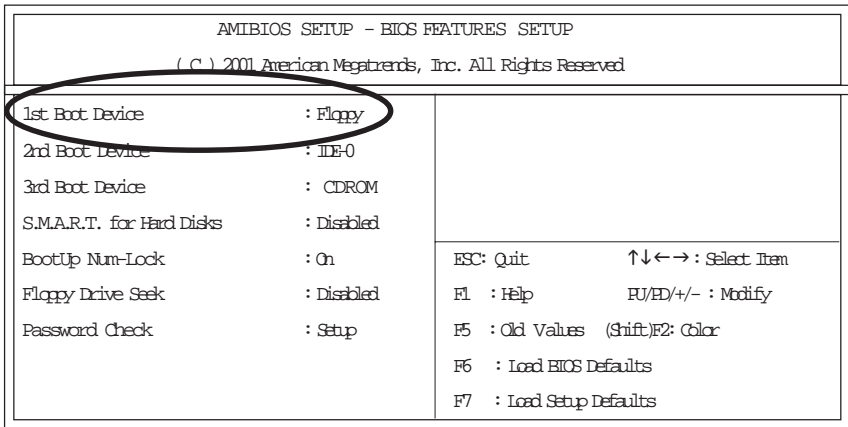 AMIBIOS SETUP - BIOS FEATURES SETUP
( C ) 2001 American Megatrends, Inc. All Rights Reserved
1st Boot Device : Floppy
2nd Boot Device : IDE-0
3rd Boot Device : CDROM
S.M.A.R.T. for Hard Disks : Disabled
BootUp Num-Lock : On
Floppy Drive Seek : Disabled
Password Check : Setup
ESC: Quit ↑↓←→: Select Item
F1 : Help PU/PD/+/- : Modify
F5 : Old Values (Shift)F2: Color
F6 : Load BIOS Defaults
F7 : Load Setup Defaults